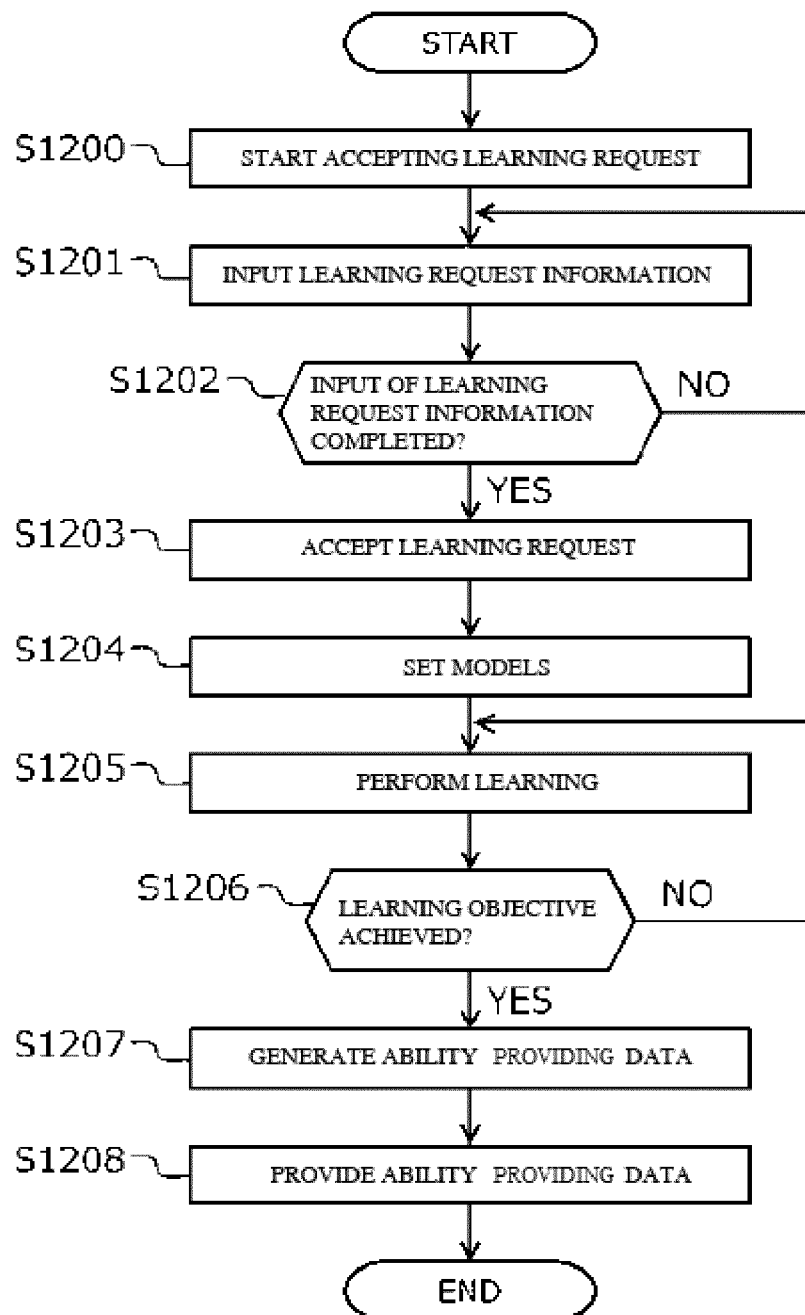 START
S1200
START ACCEPTING LEARNING REQUEST
S1201
INPUT LEARNING REQUEST INFORMATION
S1202
INPUT OF LEARNING
REQUEST INFORMATION
COMPLETED?
NO
YES
S1203
ACCEPT LEARNING REQUEST
S1204
SET MODELS
S1205
PERFORM LEARNING
S1206
LEARNING OBJECTIVE
ACHIEVED?
NO
YES
S1207
GENERATE ABILITY PROVIDING DATA
S1208
PROVIDE ABILITY PROVIDING DATA
END